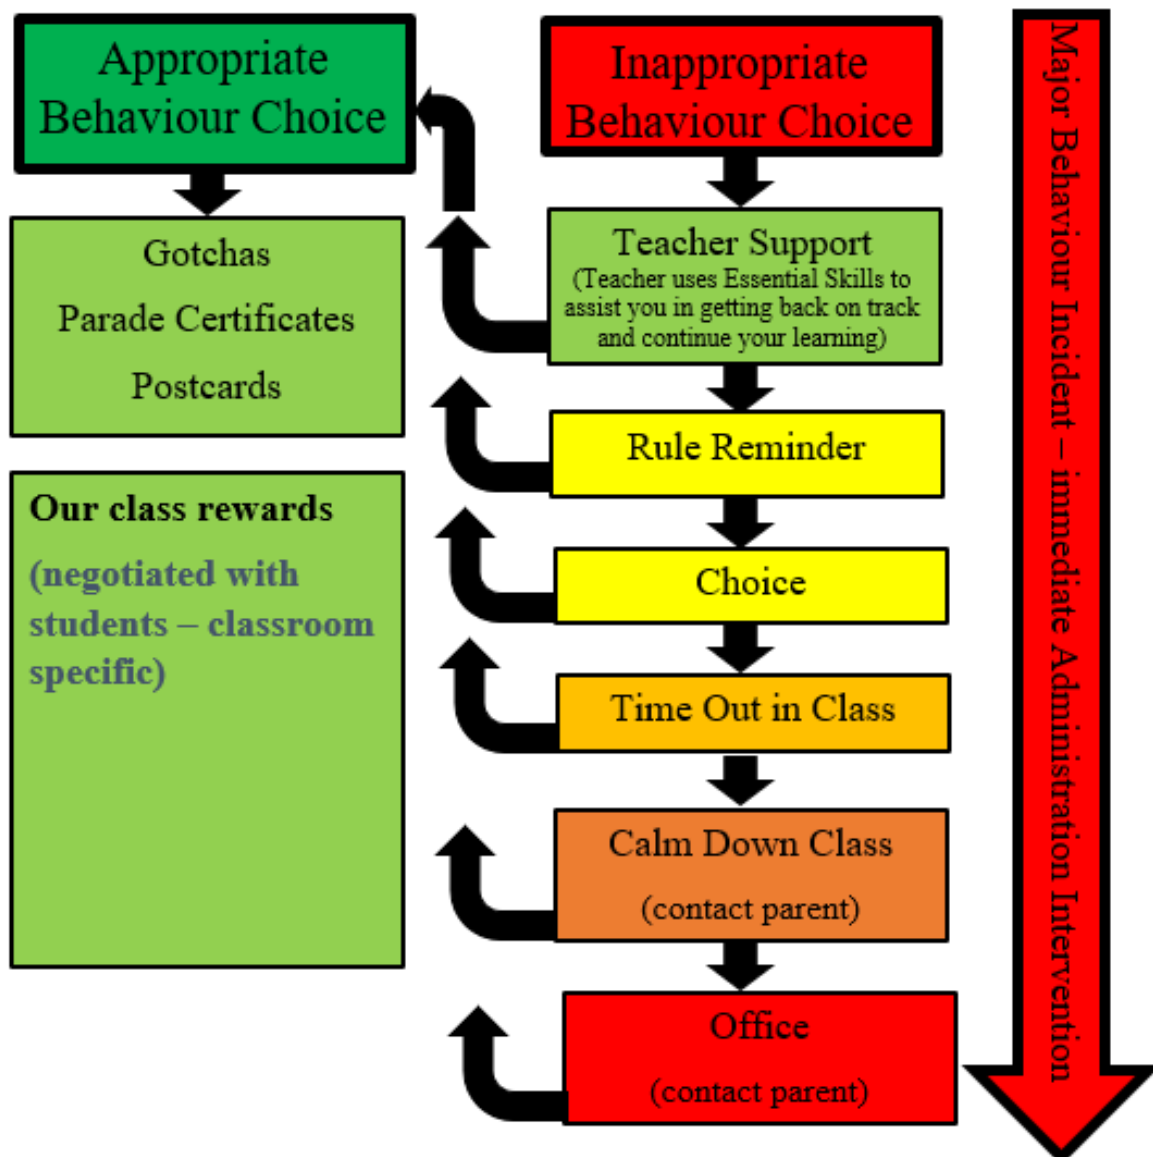 Appropriate
Behaviour Choice
Gotchas
Parade Certificates
Postcards
Our class rewards
(negotiated with
students – classroom
specific)
Inappropriate
Behaviour Choice
Teacher Support
(Teacher uses Essential Skills to
assist you in getting back on track
and continue your learning)
Rule Reminder
Choice
Time Out in Class
Calm Down Class
(contact parent)
Office
(contact parent)
Major Behaviour Incident – immediate Administration Intervention